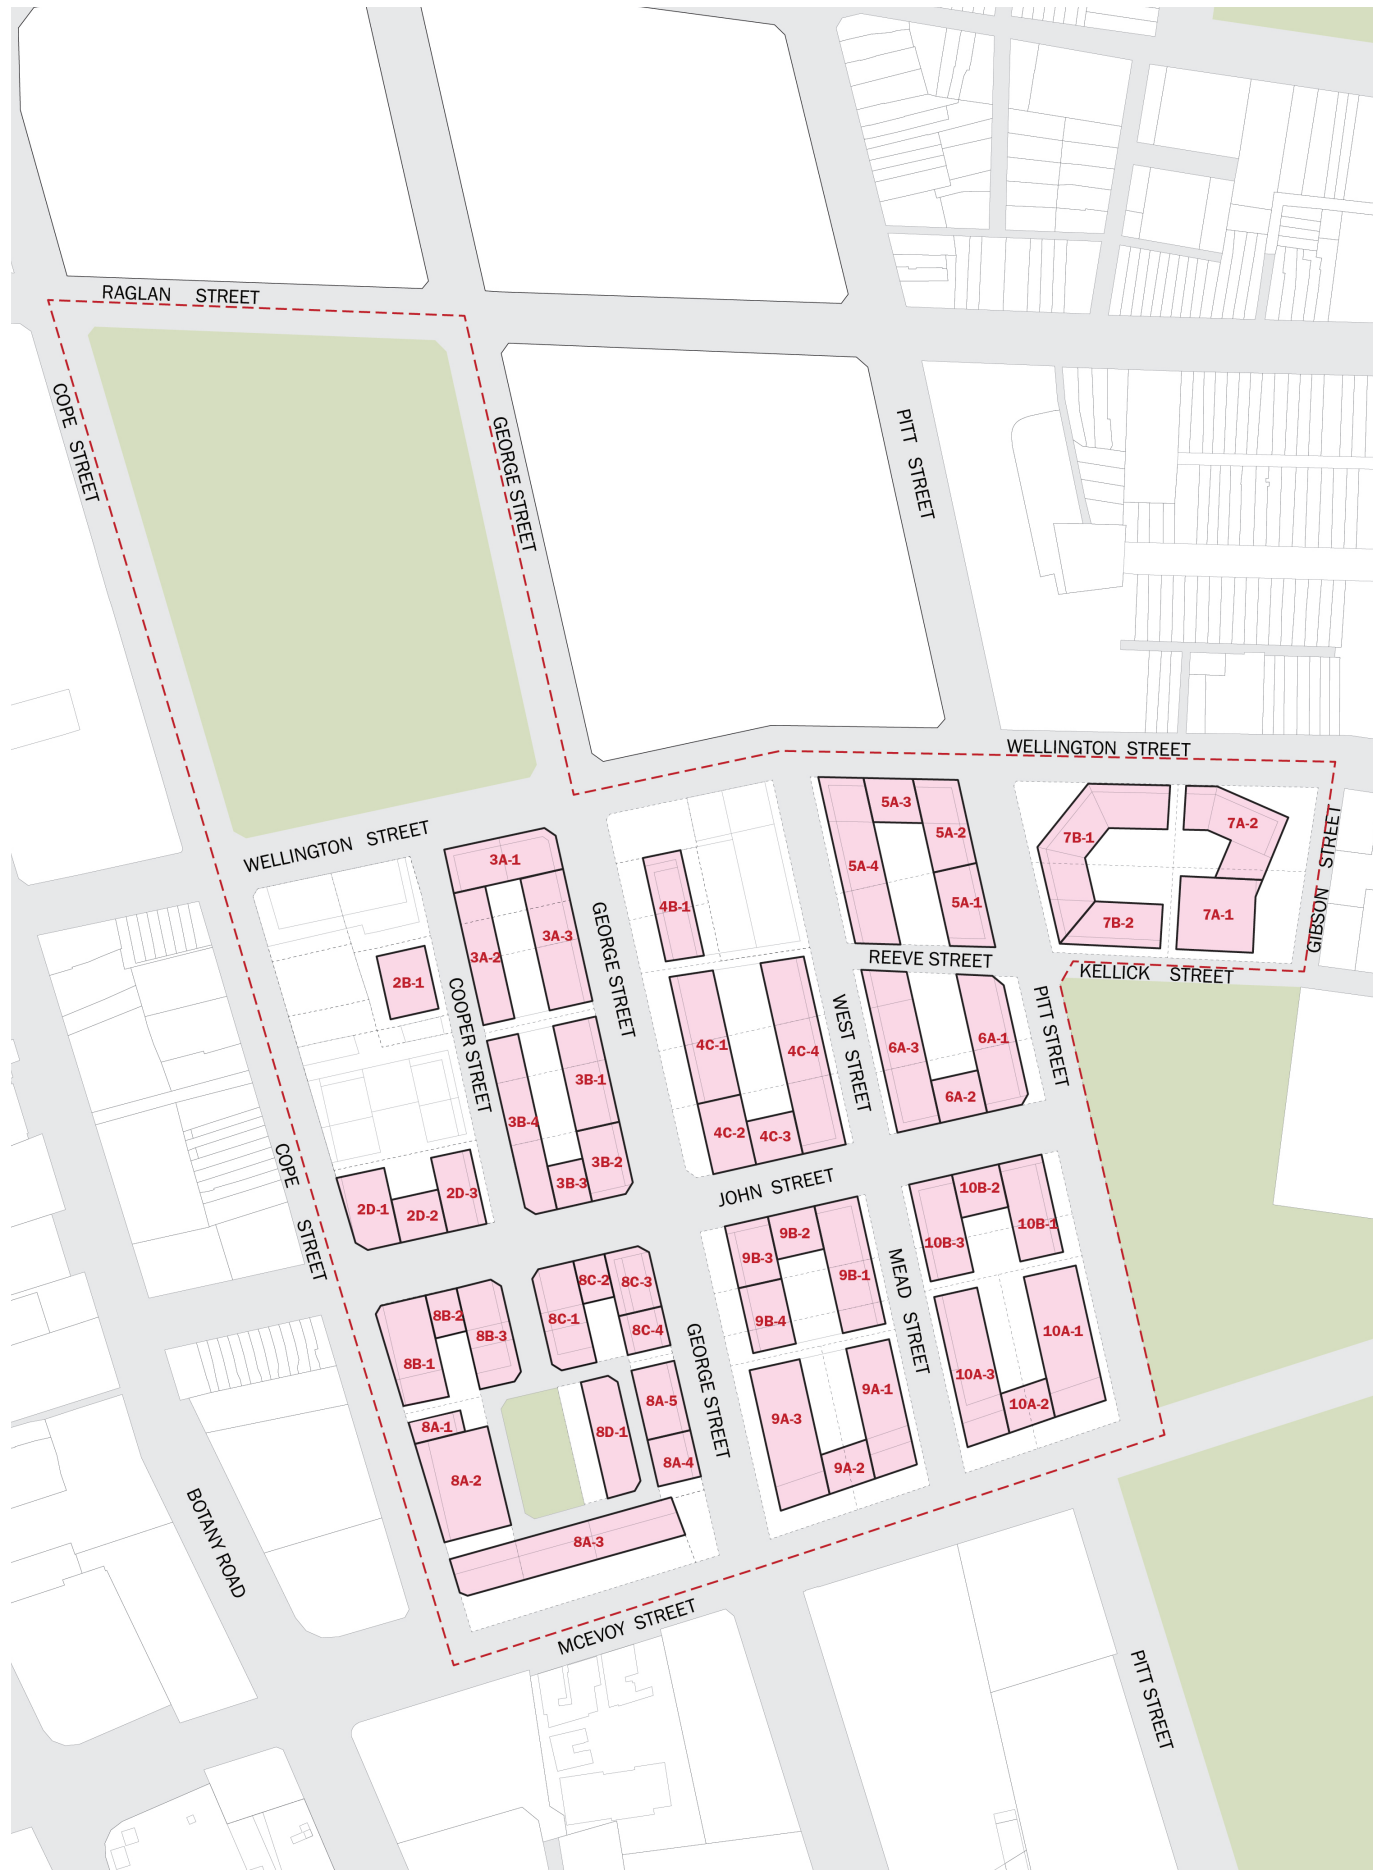 RAGLAN STREET
COPE STREET
GEORGE STREET
PITT STREET
WELLINGTON STREET
WELLINGTON STREET
GIBSON STREET
KELLICK STREET
5A-3
5A-2
5A-4
5A-1
7B-1
7A-2
7B-2
7A-1
3A-1
3A-2
3A-3
4B-1
2B-1
GEORGE STREET
COOPER STREET
REEVE STREET
WEST STREET
PITT STREET
4C-1
4C-4
4C-2
4C-3
6A-3
6A-1
6A-2
3B-1
3B-4
3B-2
3B-3
COPE STREET
2D-1
2D-2
2D-3
JOHN STREET
10B-2
10B-1
10B-3
9B-2
9B-3
9B-1
9B-4
MEAD STREET
8C-2
8C-3
8C-1
8C-4
8B-2
8B-3
8B-1
GEORGE STREET
10A-1
10A-3
10A-2
9A-1
9A-3
9A-2
8A-1
8A-2
8D-1
8A-5
8A-4
8A-3
BOTANY ROAD
MCEVOY STREET
PITT STREET